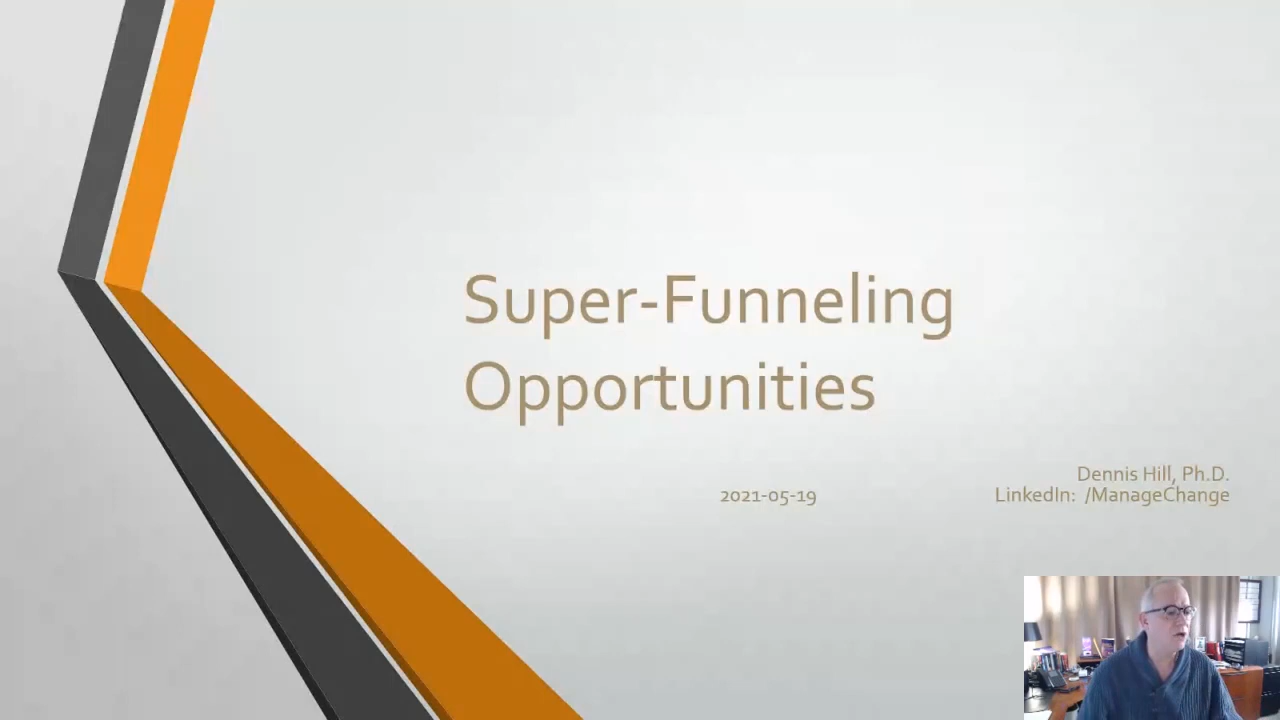 Super-Funneling
Opportunities
Dennis Hill, Ph.D.
2021-05-19
LinkedIn: /ManageChange